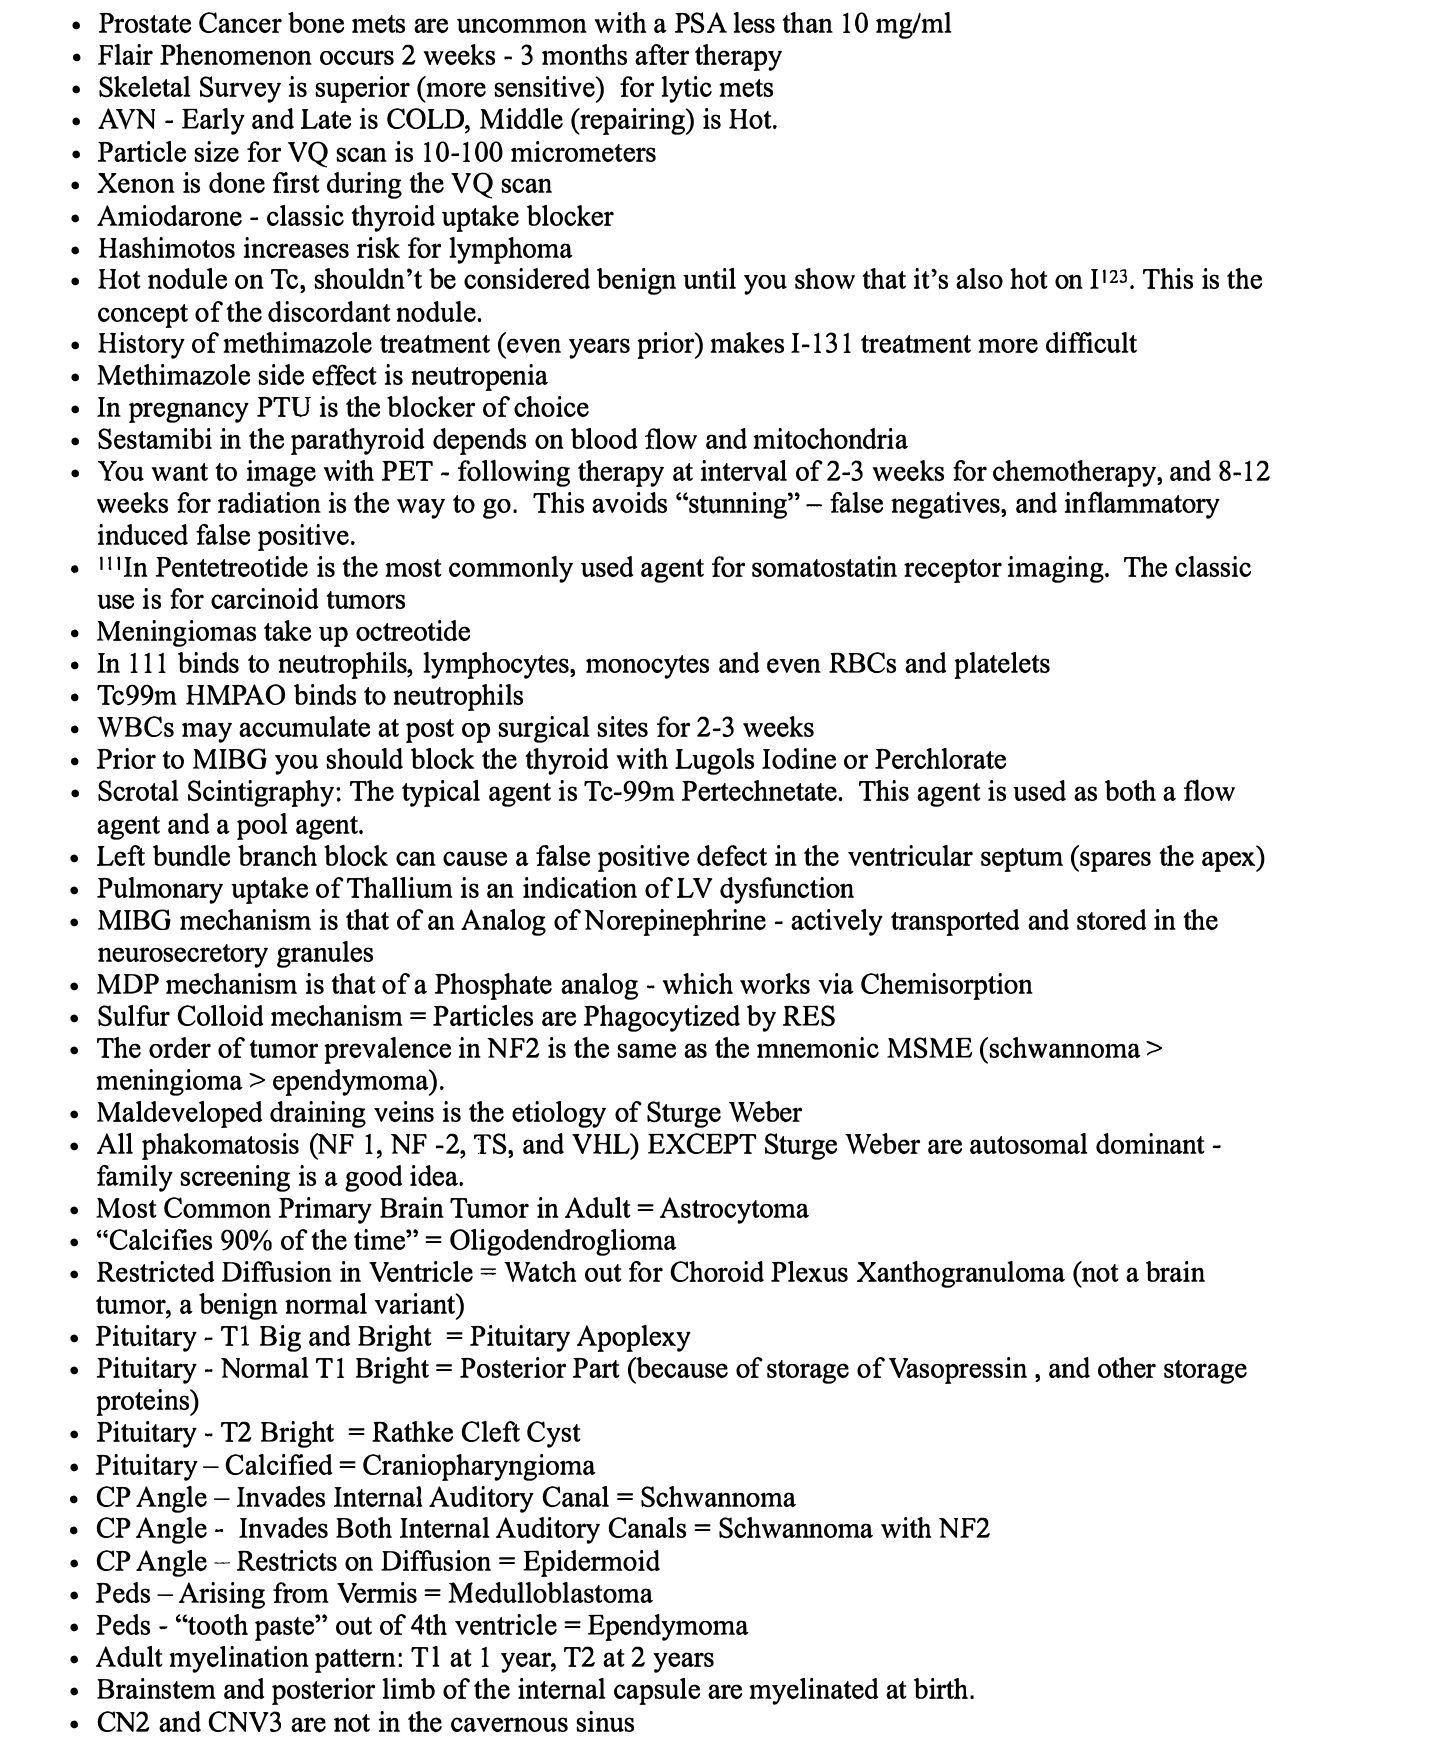 • Prostate Cancer bone mets are uncommon with a PSA less than 10 mg/ml
• Flair Phenomenon occurs 2 weeks - 3 months after therapy
• Skeletal Survey is superior (more sensitive)  for lytic mets
• AVN - Early and Late is COLD, Middle (repairing) is Hot.
• Particle size for VQ scan is 10-100 micrometers
• Xenon is done first during the VQ scan
• Amiodarone - classic thyroid uptake blocker
• Hashimotos increases risk for lymphoma
• Hot nodule on Tc, shouldn’t be considered benign until you show that it’s also hot on I¹²³. This is the
concept of the discordant nodule.
• History of methimazole treatment (even years prior) makes I-131 treatment more difficult
• Methimazole side effect is neutropenia
• In pregnancy PTU is the blocker of choice
• Sestamibi in the parathyroid depends on blood flow and mitochondria
• You want to image with PET - following therapy at interval of 2-3 weeks for chemotherapy, and 8-12
weeks for radiation is the way to go.  This avoids “stunning” – false negatives, and inflammatory
induced false positive.
• ¹¹¹In Pentetreotide is the most commonly used agent for somatostatin receptor imaging.  The classic
use is for carcinoid tumors
• Meningiomas take up octreotide
• In 111 binds to neutrophils, lymphocytes, monocytes and even RBCs and platelets
• Tc99m HMPAO binds to neutrophils
• WBCs may accumulate at post op surgical sites for 2-3 weeks
• Prior to MIBG you should block the thyroid with Lugols Iodine or Perchlorate
• Scrotal Scintigraphy: The typical agent is Tc-99m Pertechnetate.  This agent is used as both a flow
agent and a pool agent.
• Left bundle branch block can cause a false positive defect in the ventricular septum (spares the apex)
• Pulmonary uptake of Thallium is an indication of LV dysfunction
• MIBG mechanism is that of an Analog of Norepinephrine - actively transported and stored in the
neurosecretory granules
• MDP mechanism is that of a Phosphate analog - which works via Chemisorption
• Sulfur Colloid mechanism = Particles are Phagocytized by RES
• The order of tumor prevalence in NF2 is the same as the mnemonic MSME (schwannoma >
meningioma > ependymoma).
• Maldeveloped draining veins is the etiology of Sturge Weber
• All phakomatosis (NF 1, NF -2, TS, and VHL) EXCEPT Sturge Weber are autosomal dominant -
family screening is a good idea.
• Most Common Primary Brain Tumor in Adult = Astrocytoma
• “Calcifies 90% of the time” = Oligodendroglioma
• Restricted Diffusion in Ventricle = Watch out for Choroid Plexus Xanthogranuloma (not a brain
tumor, a benign normal variant)
• Pituitary - T1 Big and Bright  = Pituitary Apoplexy
• Pituitary - Normal T1 Bright = Posterior Part (because of storage of Vasopressin , and other storage
proteins)
• Pituitary - T2 Bright  = Rathke Cleft Cyst
• Pituitary – Calcified = Craniopharyngioma
• CP Angle – Invades Internal Auditory Canal = Schwannoma
• CP Angle -  Invades Both Internal Auditory Canals = Schwannoma with NF2
• CP Angle – Restricts on Diffusion = Epidermoid
• Peds – Arising from Vermis = Medulloblastoma
• Peds - “tooth paste” out of 4th ventricle = Ependymoma
• Adult myelination pattern: T1 at 1 year, T2 at 2 years
• Brainstem and posterior limb of the internal capsule are myelinated at birth.
• CN2 and CNV3 are not in the cavernous sinus